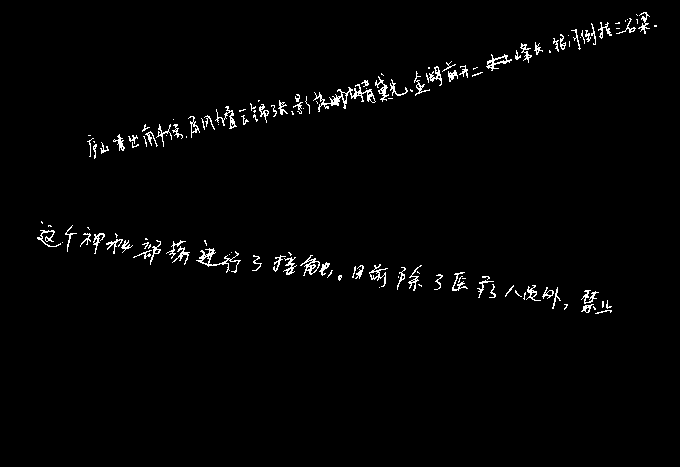 庐山秀出南斗傍,屏风九叠云锦张,影落明湖青黛光,金阙前开二峰长,银河倒挂三石梁.
这个神秘部落进行了接触。目前除了医疗人员外,禁止